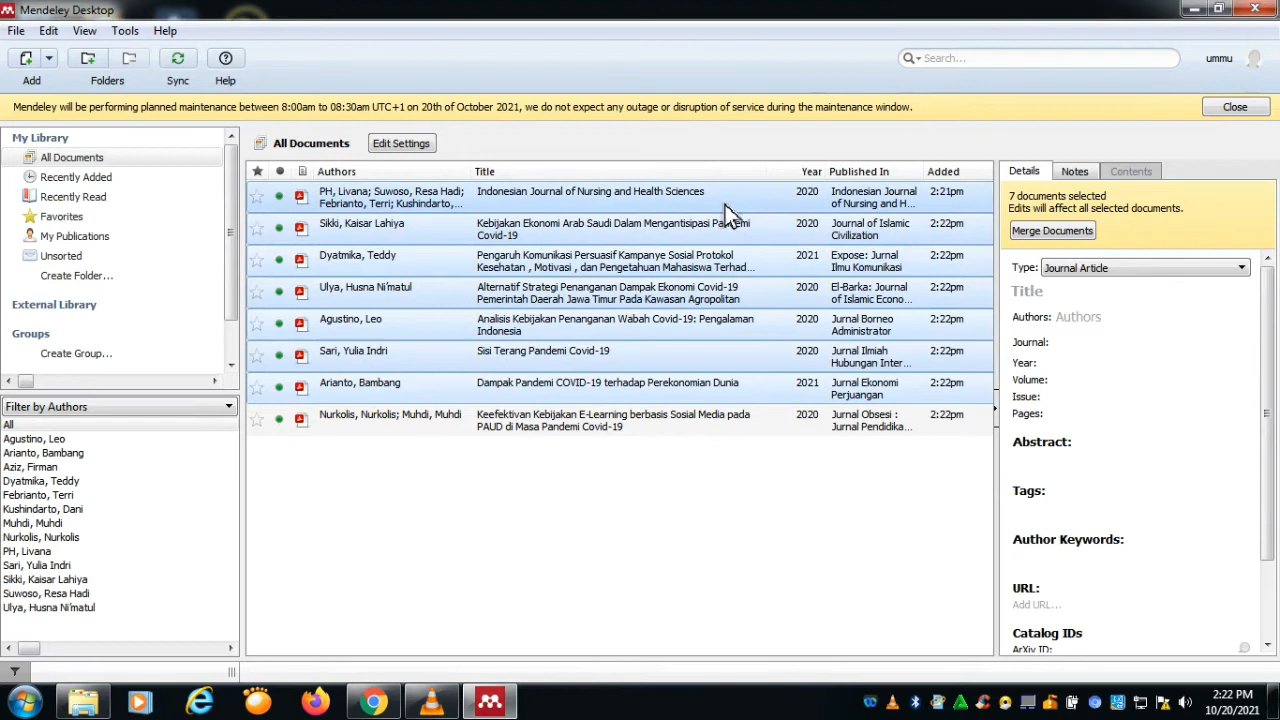 Mendeley Desktop
File Edit View Tools Help
Search...
ummu
Add Folders Sync Help
Mendeley will be performing planned maintenance between 8:00am to 08:30am UTC+1 on 20th of October 2021, we do not expect any outage or disruption of service during the maintenance window.
Close
My Library
All Documents
Recently Added
Recently Read
Favorites
My Publications
Unsorted
Create Folder...
External Library
Groups
Create Group...
Filter by Authors
All
Agustino, Leo
Arianto, Bambang
Aziz, Firman
Dyatmika, Teddy
Febrianto, Terri
Kushindarto, Dani
Muhdi, Muhdi
Nurkolis, Nurkolis
PH, Livana
Sari, Yulia Indri
Sikki, Kaisar Lahiya
Suwoso, Resa Hadi
Ulya, Husna Ni'matul
All Documents Edit Settings
Authors Title Year Published In Added
PH, Livana; Suwoso, Resa Hadi; Indonesian Journal of Nursing and Health Sciences 2020 Indonesian Journal 2:21pm
Febrianto, Terri; Kushindarto,... of Nursing and H...
Sikki, Kaisar Lahiya Kebijakan Ekonomi Arab Saudi Dalam Mengantisipasi 2020 Journal of Islamic 2:22pm
Covid-19 Civilization
Dyatmika, Teddy Pengaruh Komunikasi Persuasif Kampanye Sosial Protokol 2021 Expose: Jurnal 2:22pm
Kesehatan , Motivasi , dan Pengetahuan Mahasiswa Terhad... Ilmu Komunikasi
Ulya, Husna Ni'matul Alternatif Strategi Penanganan Dampak Ekonomi Covid-19 2020 El-Barka: Journal 2:22pm
Pemerintah Daerah Jawa Timur Pada Kawasan Agropolitan of Islamic Econo...
Agustino, Leo Analisis Kebijakan Penanganan Wabah Covid-19: Pengalaman 2020 Jurnal Borneo 2:22pm
Indonesia Administrator
Sari, Yulia Indri Sisi Terang Pandemi Covid-19 2020 Jurnal Ilmiah 2:22pm
Hubungan Inter...
Arianto, Bambang Dampak Pandemi COVID-19 terhadap Perekonomian Dunia 2021 Jurnal Ekonomi 2:22pm
Perjuangan
Nurkolis, Nurkolis; Muhdi, Muhdi Keefektivan Kebijakan E-Learning berbasis Sosial Media pada 2020 Jurnal Obsesi : 2:22pm
PAUD di Masa Pandemi Covid-19 Jurnal Pendidika...
Details Notes Contents
7 documents selected
Edits will affect all selected documents.
Merge Documents
Type: Journal Article
Title
Authors: Authors
Journal:
Year:
Volume:
Issue:
Pages:
Abstract:
Tags:
Author Keywords:
URL:
Add URL...
Catalog IDs
ArXiv ID:
2:22 PM
10/20/2021